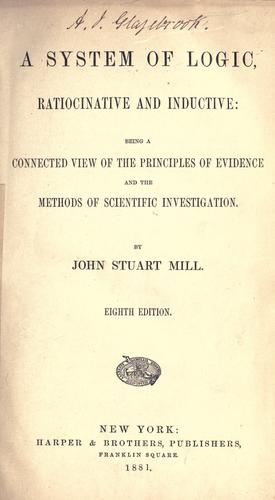 A. J. Glazebrook.
A SYSTEM OF LOGIC,
RATIOCINATIVE AND INDUCTIVE:
BEING A
CONNECTED VIEW OF THE PRINCIPLES OF EVIDENCE
AND THE
METHODS OF SCIENTIFIC INVESTIGATION.
BY
JOHN STUART MILL.
EIGHTH EDITION.
NEW YORK:
HARPER & BROTHERS, PUBLISHERS,
FRANKLIN SQUARE.
1881.